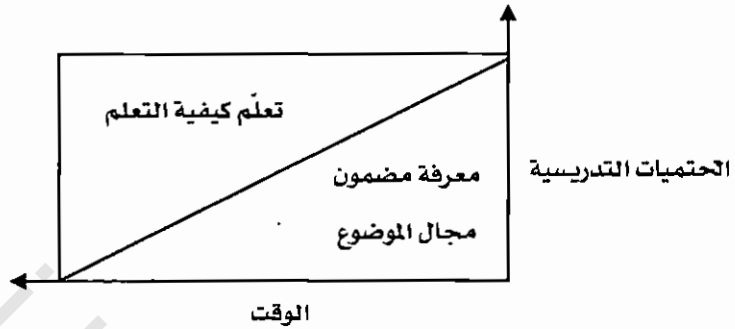 تعلّم كيفية التعلم
معرفة مضمون
مجال الموضوع
الحتميات التدريسية
الوقت